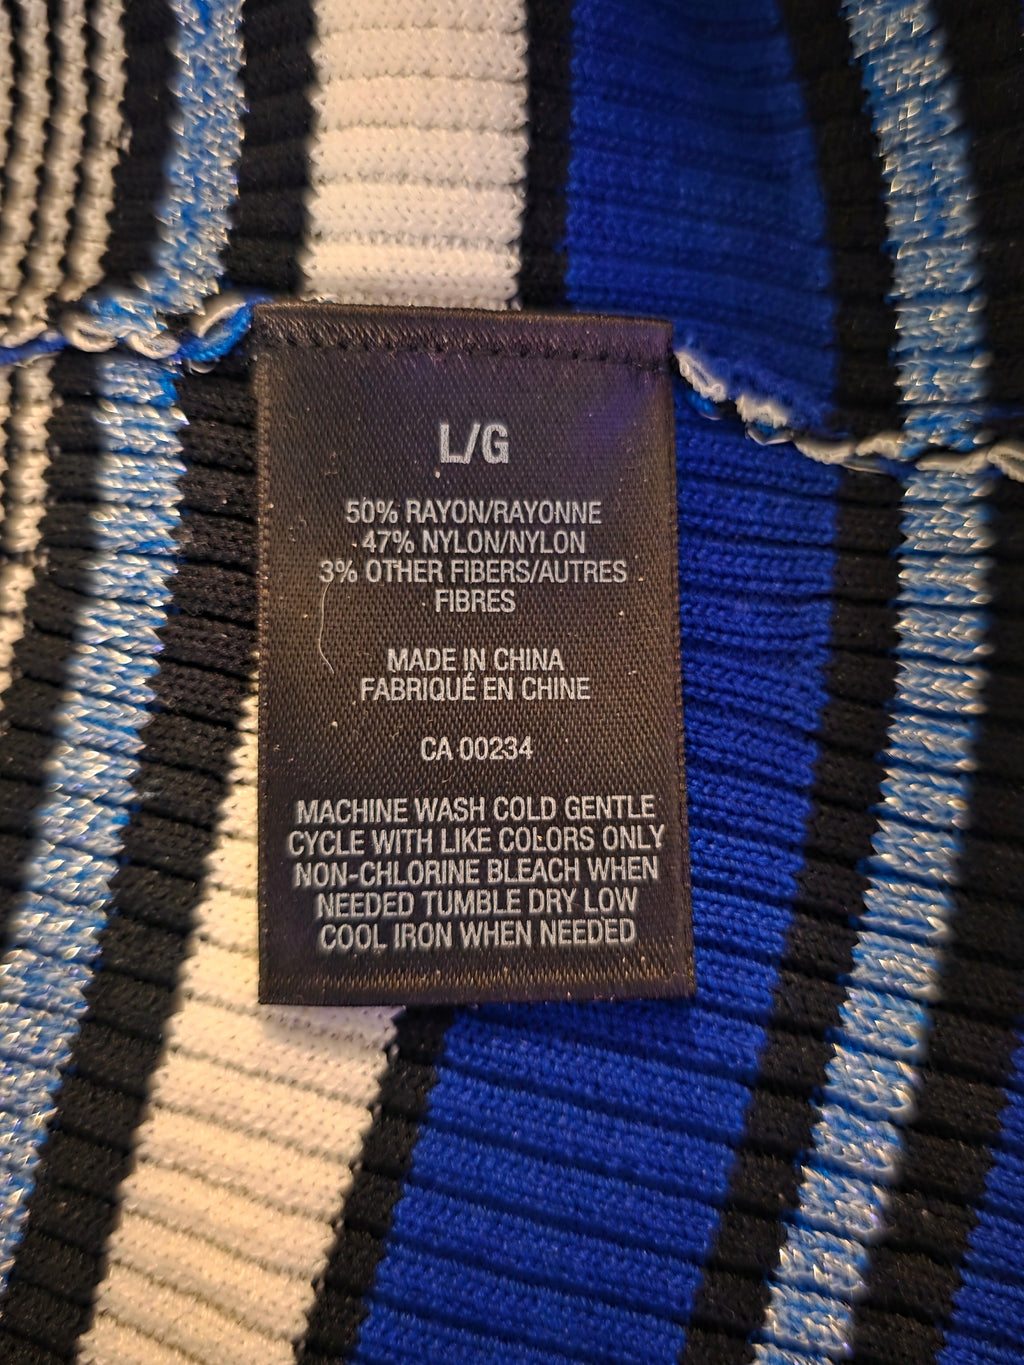 L/G
50% RAYON/RAYONNE
47% NYLON/NYLON
3% OTHER FIBERS/AUTRES
FIBRES
MADE IN CHINA
FABRIQUÉ EN CHINE
CA 00234
MACHINE WASH COLD GENTLE
CYCLE WITH LIKE COLORS ONLY
NON-CHLORINE BLEACH WHEN
NEEDED TUMBLE DRY LOW
COOL IRON WHEN NEEDED